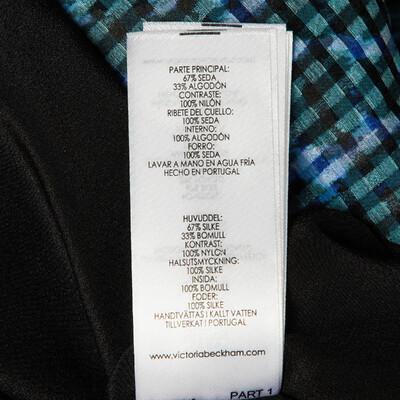 PARTE PRINCIPAL:
67% SEDA
33% ALGODÓN
CONTRASTE:
100% NILÓN
RIBETE DEL CUELLO:
100% SEDA
INTERNO:
100% ALGODÓN
FORRO:
100% SEDA
LAVAR A MANO EN AGUA FRÍA
HECHO EN PORTUGAL
HUVUDDEL:
67% SILKE
33% BOMULL
KONTRAST:
100% NYLON
HALSUTSMYCKNING:
100% SILKE
INSIDA:
100% BOMULL
FODER:
100% SILKE
HANDTVÄTTAS I KALLT VATTEN
TILLVERKAT I PORTUGAL
www.victoriabeckham.com
PART 1